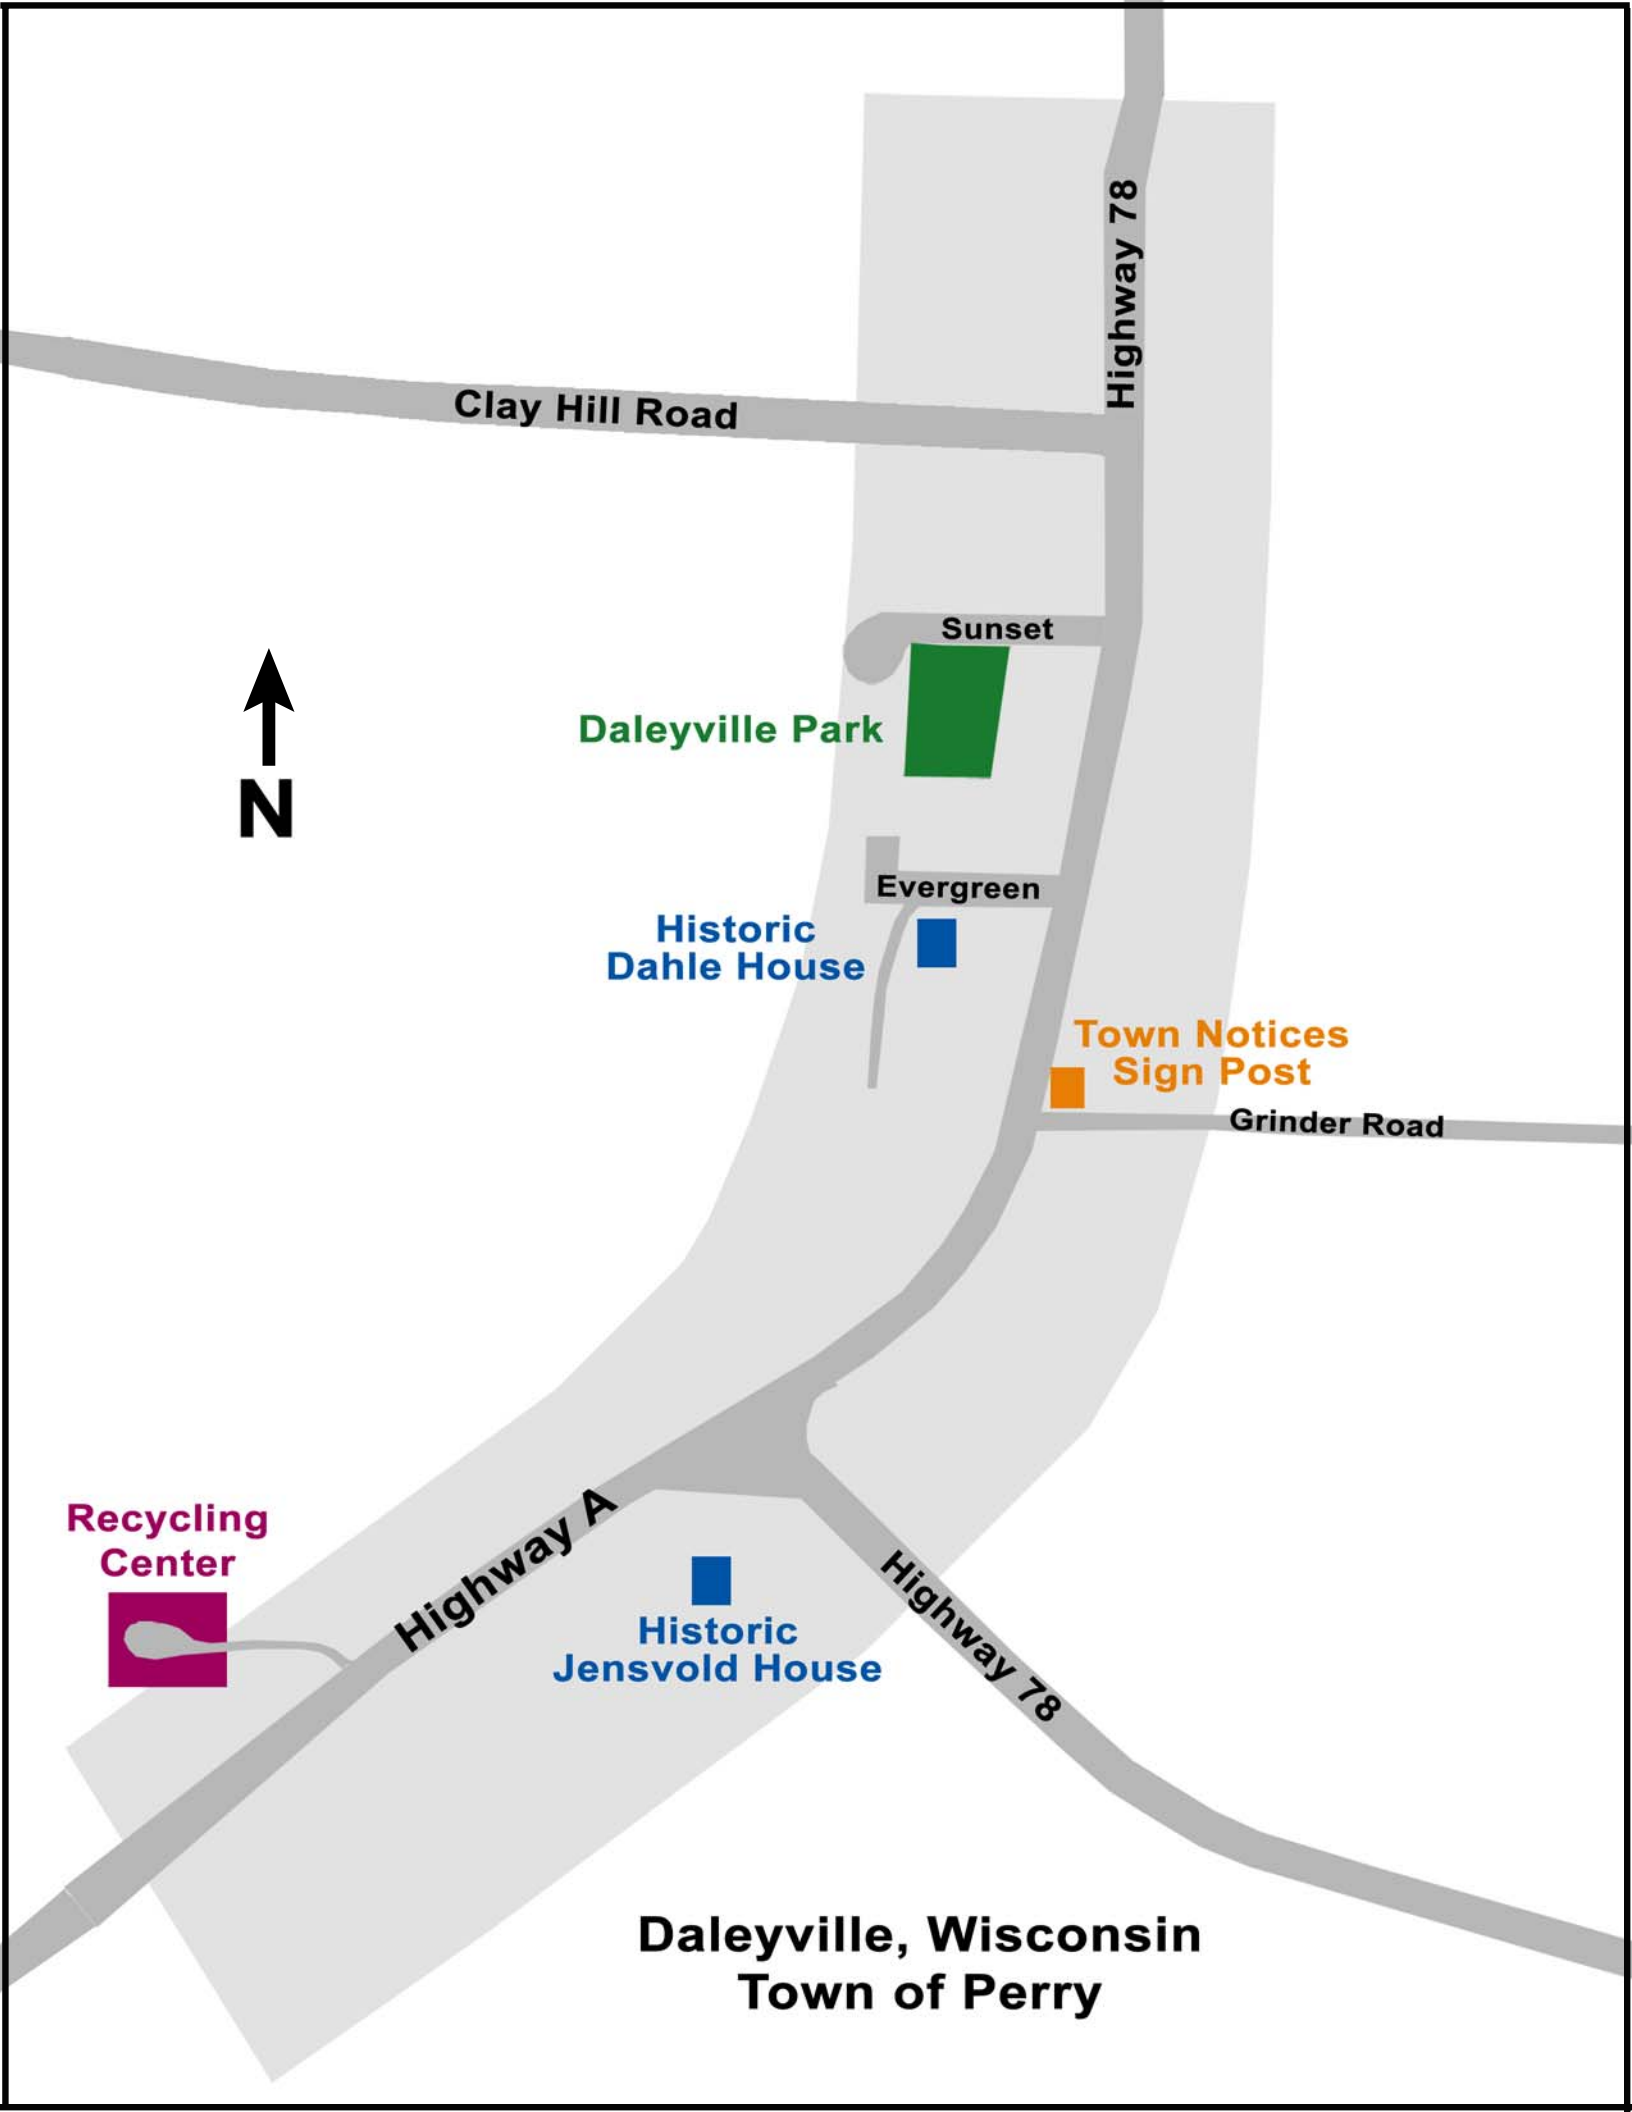 Highway 78
Clay Hill Road
Sunset
Daleyville Park
N
Evergreen
Historic
Dahle House
Town Notices
Sign Post
Grinder Road
Highway A
Recycling
Center
Historic
Jensvold House
Highway 78
Daleyville, Wisconsin
Town of Perry